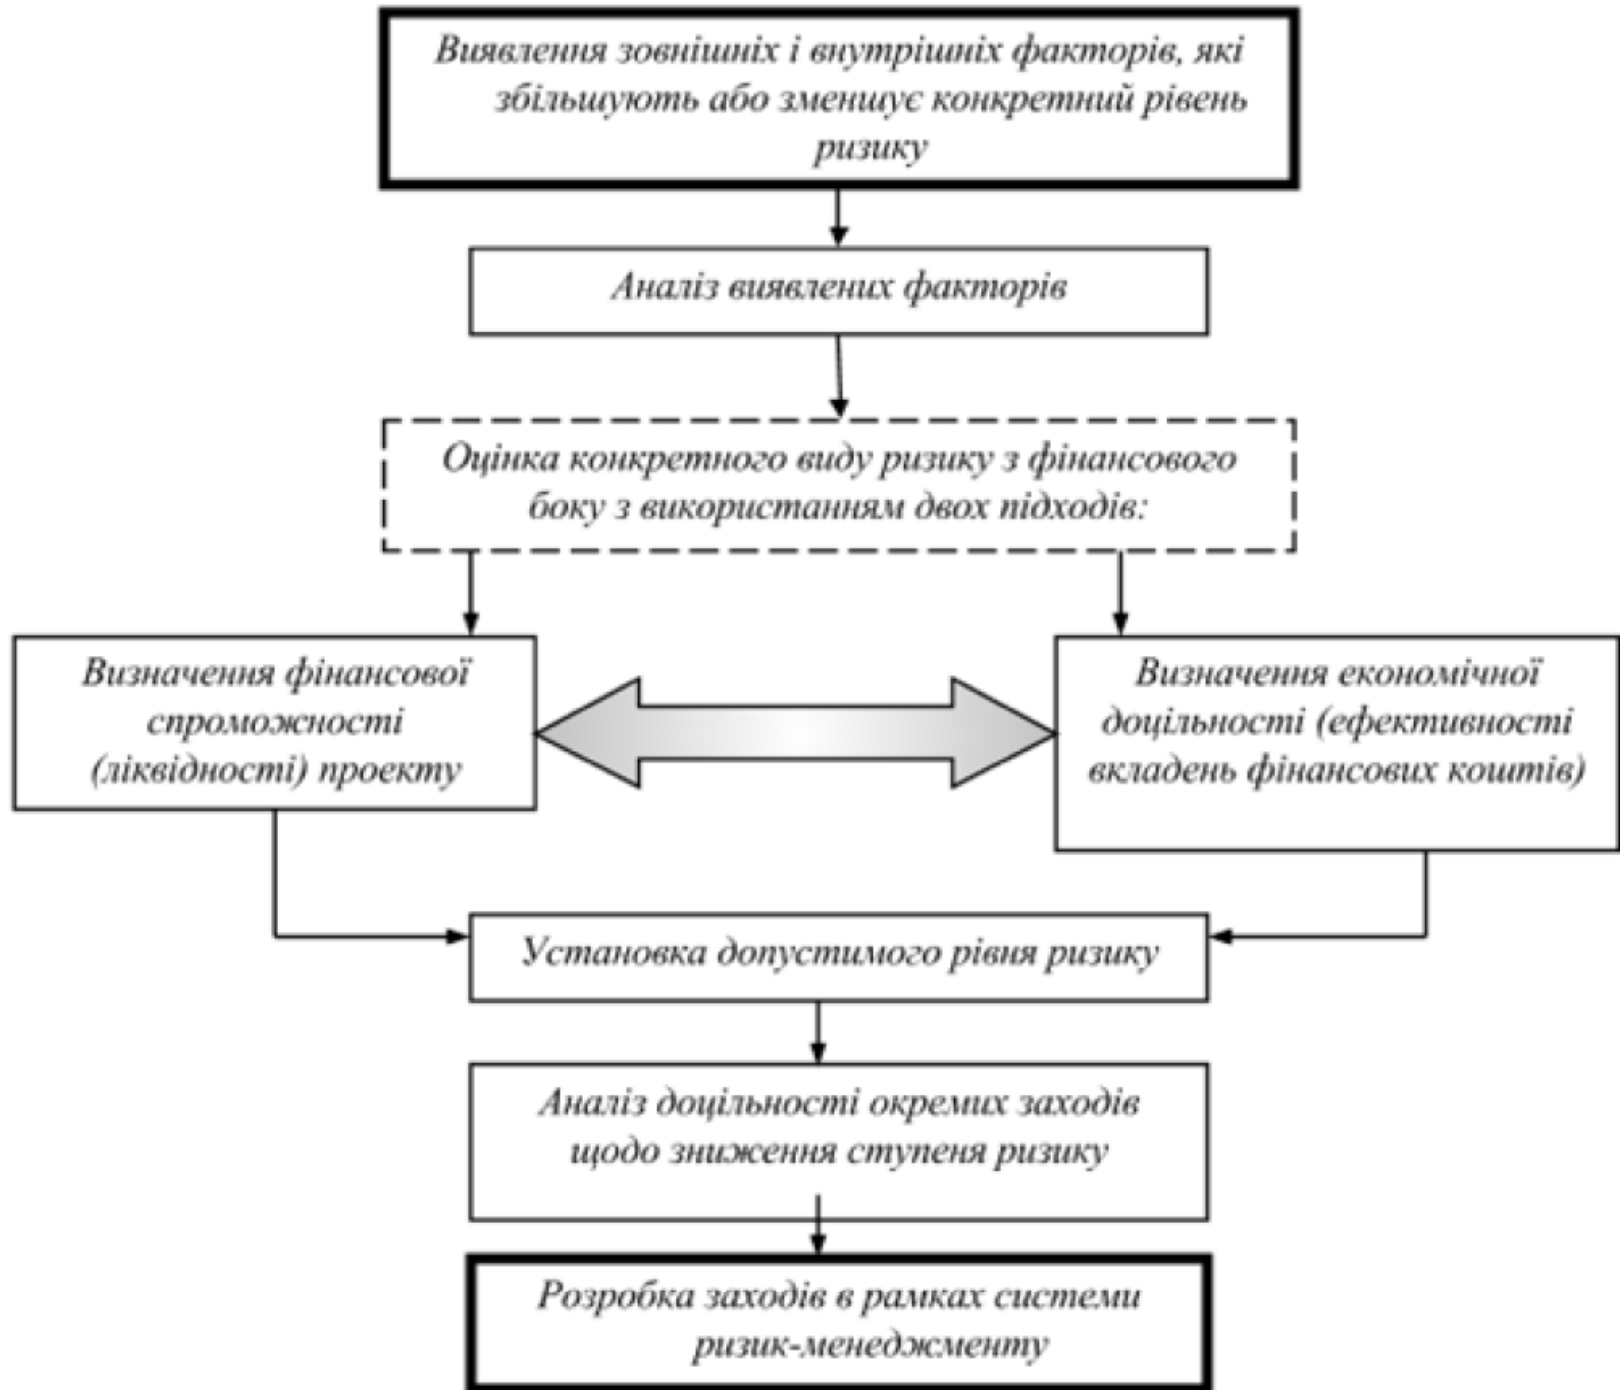 Виявлення зовнішніх і внутрішніх факторів, які
збільшують або зменшує конкретний рівень
ризику
Аналіз виявлених факторів
Оцінка конкретного виду ризику з фінансового
боку з використанням двох підходів:
Визначення фінансової
спроможності
(ліквідності) проекту
Визначення економічної
доцільності (ефективності
вкладень фінансових коштів)
Установка допустимого рівня ризику
Аналіз доцільності окремих заходів
щодо зниження ступеня ризику
Розробка заходів в рамках системи
ризик-менеджменту